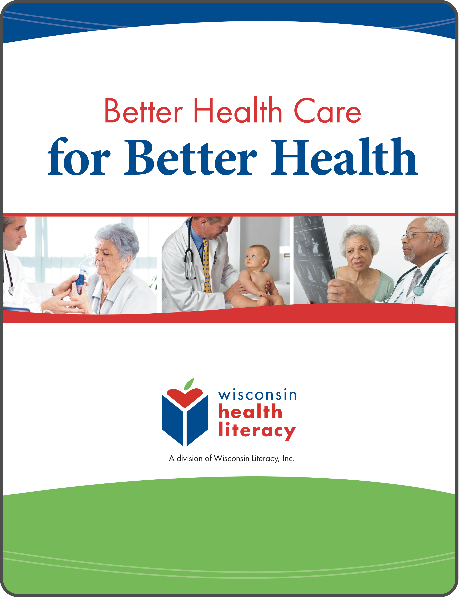 Better Health Care
for Better Health
wisconsin
health
literacy
A division of Wisconsin Literacy, Inc.